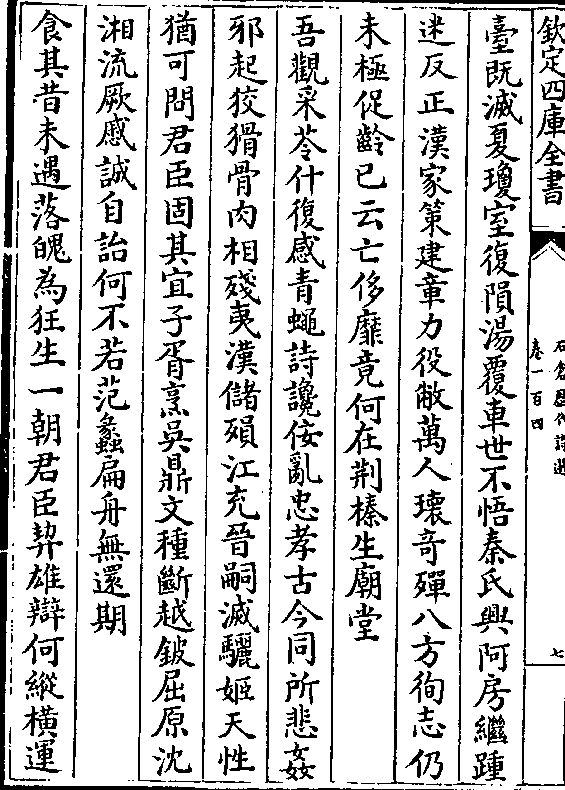 欽定四庫全書
石倉歷代詩選
卷一百四
七
臺既滅夏瓊室復隕湯覆車世不悟秦氏興阿房繼踵
迷反正漢家策建章力役敝萬人瓌奇殫八方徇志仍
未極促齡已云亡侈靡竟何在荆榛生廟堂
吾觀采苓什復感青蠅詩讒佞亂忠孝古今同所悲姦
邪起狡猾骨肉相殘夷漢儲殞江充晉嗣滅驪姬天性
猶可間君臣固其宜子胥烹吳鼎文種斷越鈹屈原沈
湘流厥慼誠自詒何不若范蠡扁舟無還期
食其昔未遇落魄為狂生一朝君臣契雄辯何縱橫運